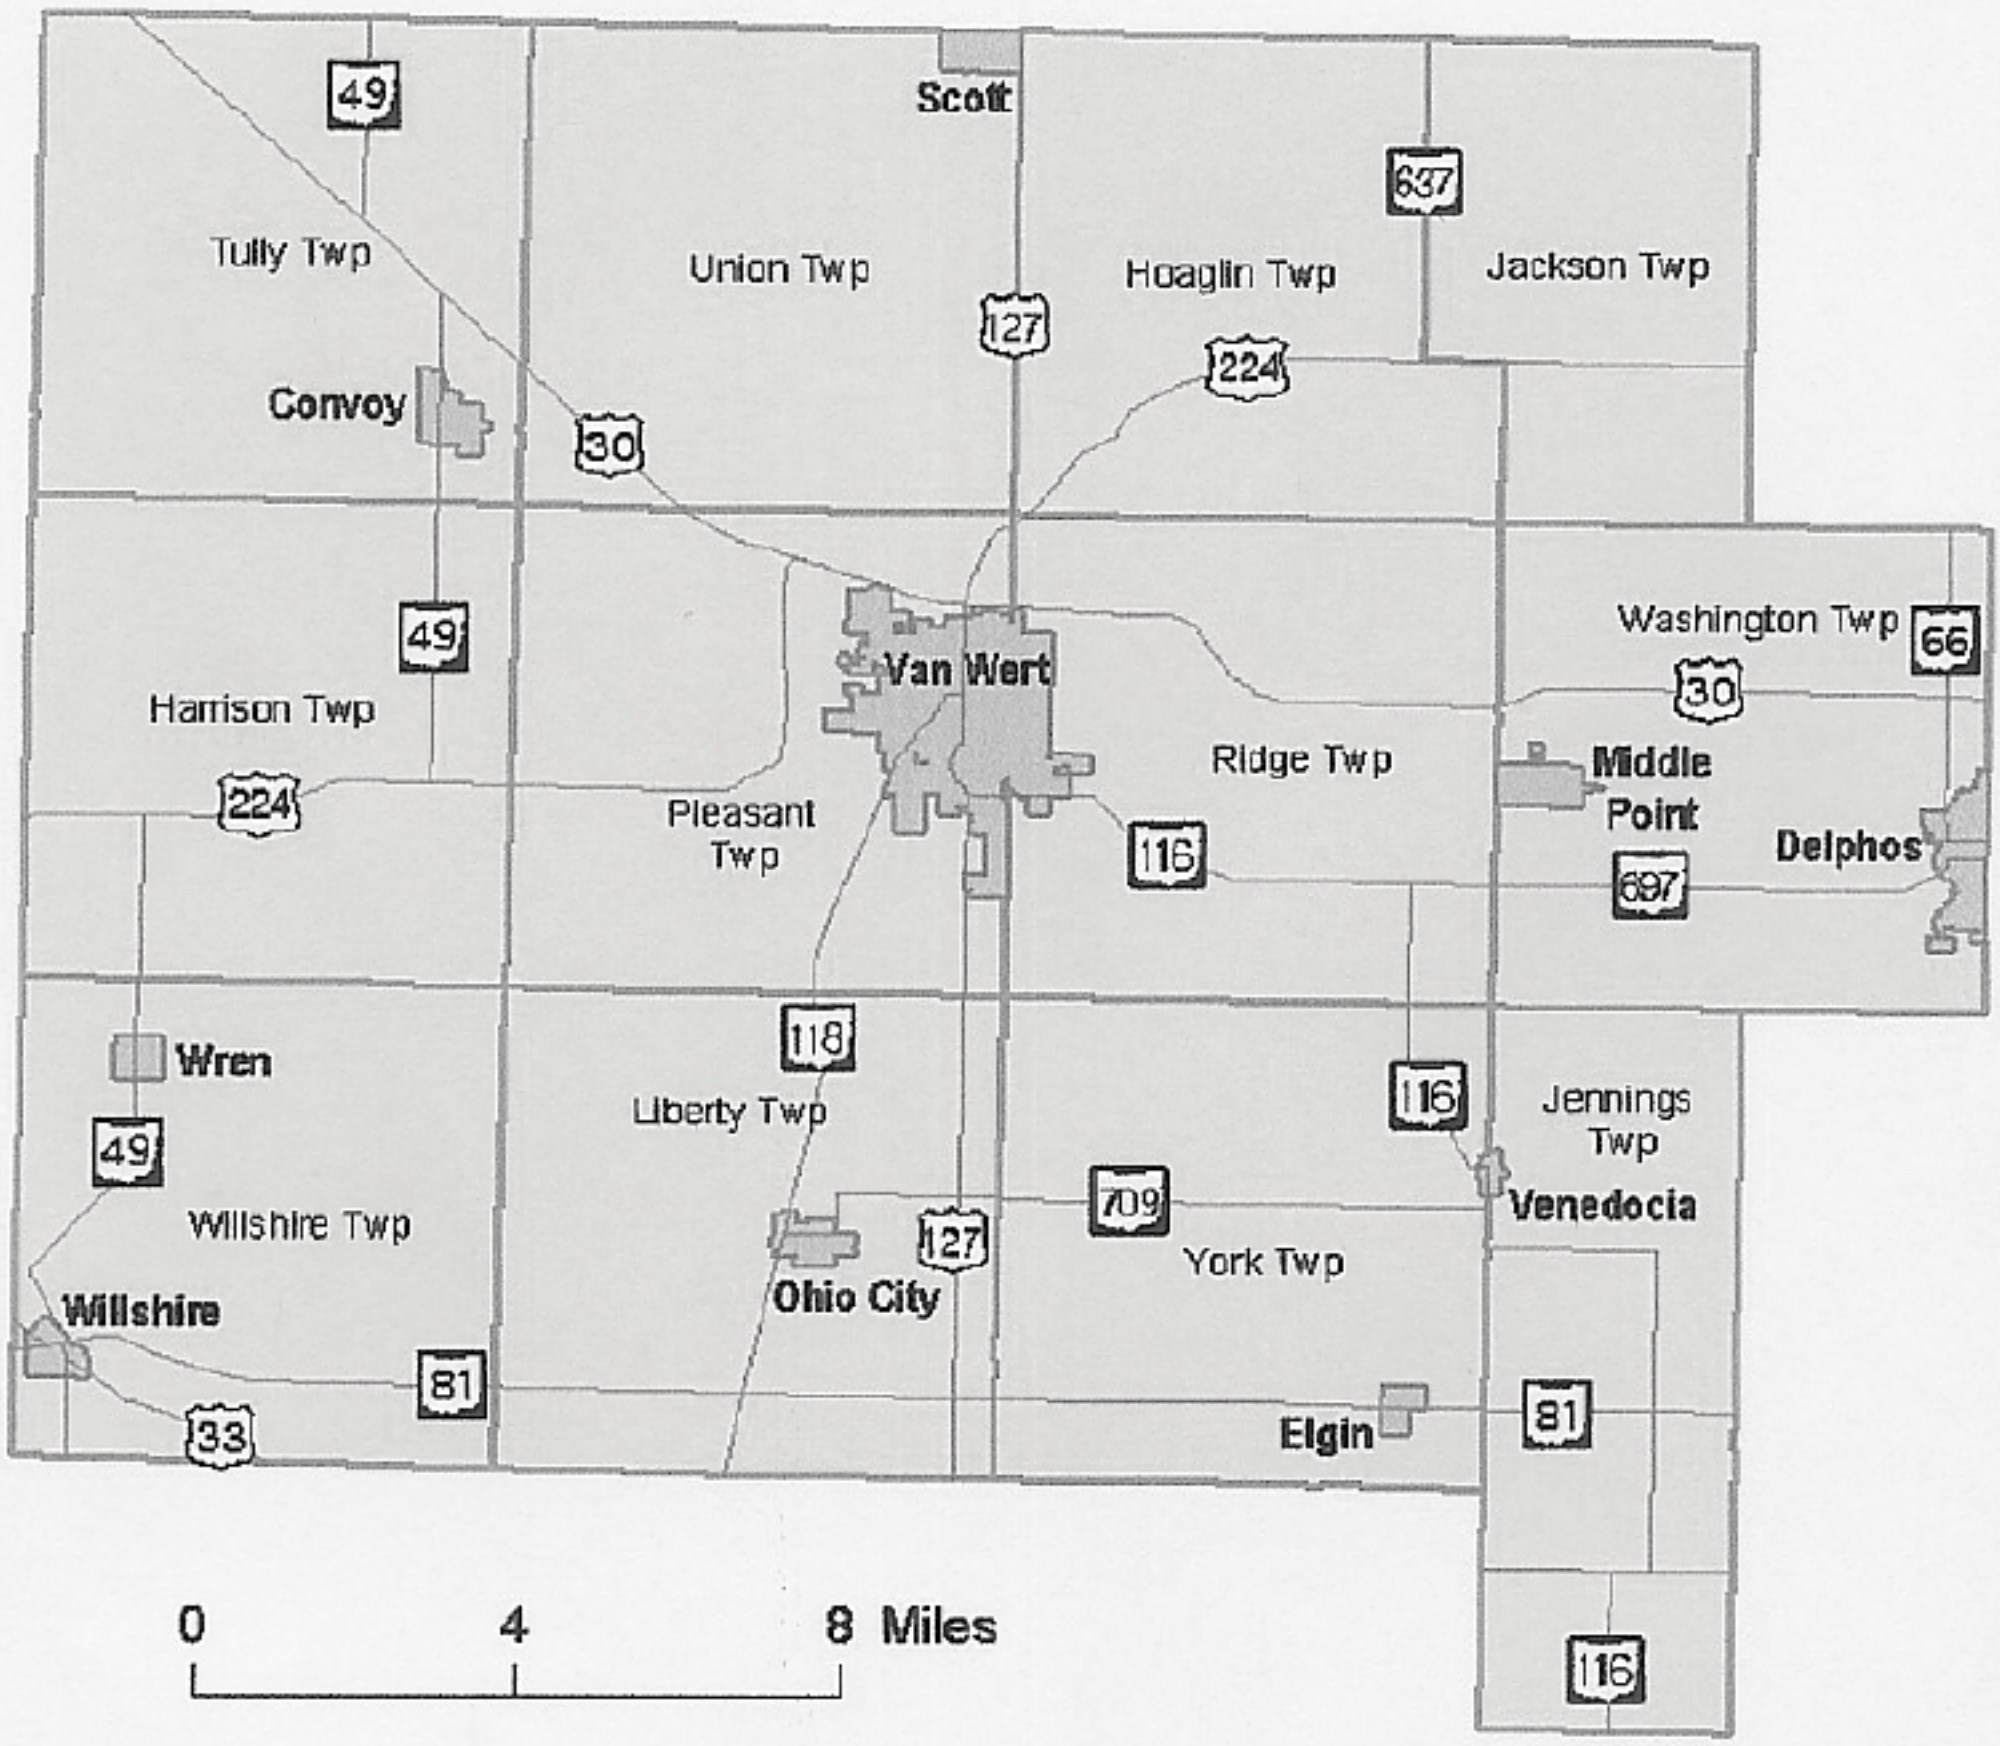 49
Scott
637
Tully Twp
Union Twp
Hoaglin Twp
Jackson Twp
127
224
Convoy
30
49
Washington Twp
66
Van Wert
30
Harrison Twp
Ridge Twp
Middle
Point
224
Pleasant
Twp
116
Delphos
697
118
Wren
Liberty Twp
116
Jennings
Twp
49
Willshire Twp
709
Venedocia
127
York Twp
Ohio City
Willshire
81
81
33
Elgin
0 4 8 Miles
116